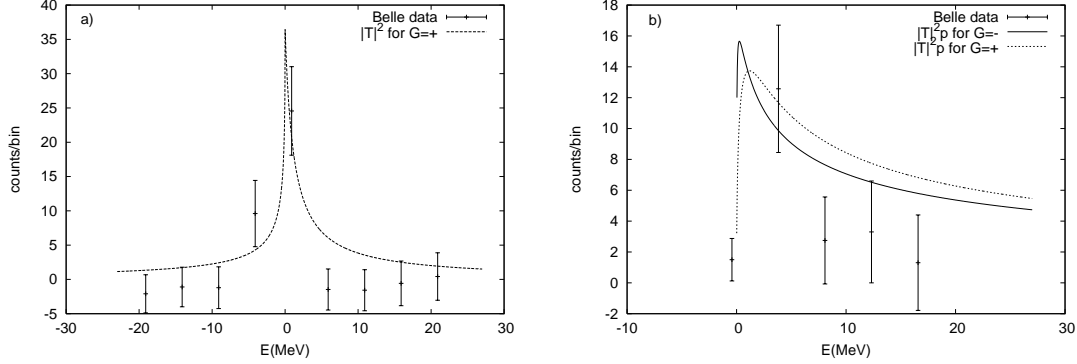 a)
Belle data
|T|² for G=+
counts/bin
40
35
30
25
20
15
10
5
0
-5
-30 -20 -10 0 10 20 30
E(MeV)
b)
Belle data
|T|²p for G=-
|T|²p for G=+
counts/bin
18
16
14
12
10
8
6
4
2
0
-2
-10 0 10 20 30
E(MeV)